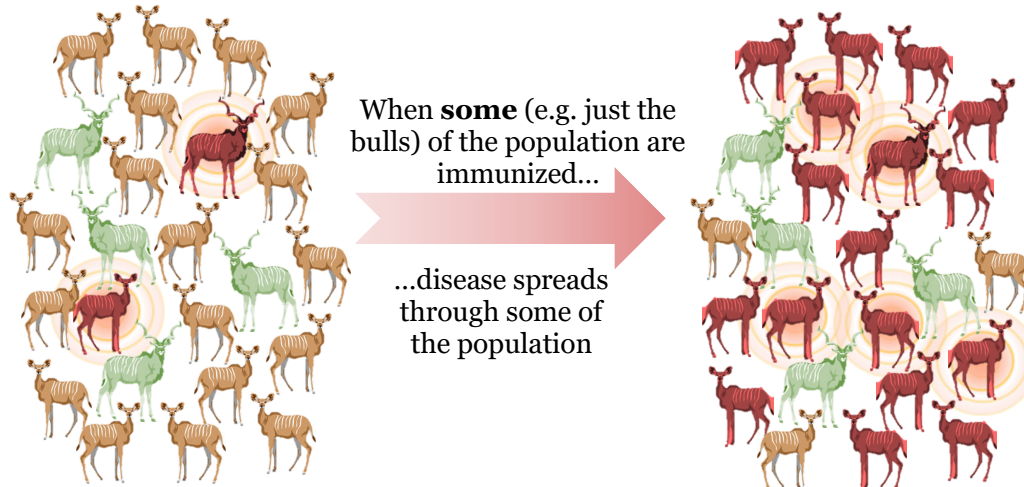 When some (e.g. just the
bulls) of the population are
immunized...
...disease spreads
through some of
the population